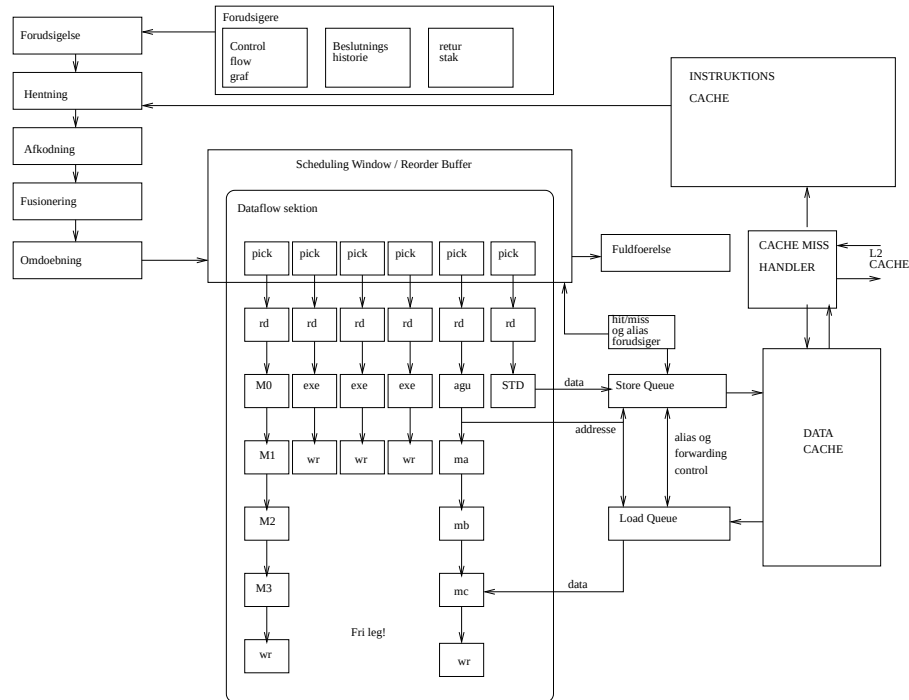 Forudsigere
Forudsigelse
Control
flow
graf
Beslutnings
historie
retur
stak
INSTRUKTIONS
CACHE
Hentning
Afkodning
Scheduling Window / Reorder Buffer
Fusionering
Dataflow sektion
Omdoebning
pick
pick
pick
pick
pick
pick
Fuldfoerelse
CACHE MISS
HANDLER
L2
CACHE
rd
rd
rd
rd
rd
rd
hit/miss
og alias
forudsiger
M0
exe
exe
exe
agu
STD
data
Store Queue
addresse
alias og
forwarding
control
DATA
CACHE
M1
wr
wr
wr
ma
M2
mb
Load Queue
M3
mc
data
Fri leg!
wr
wr